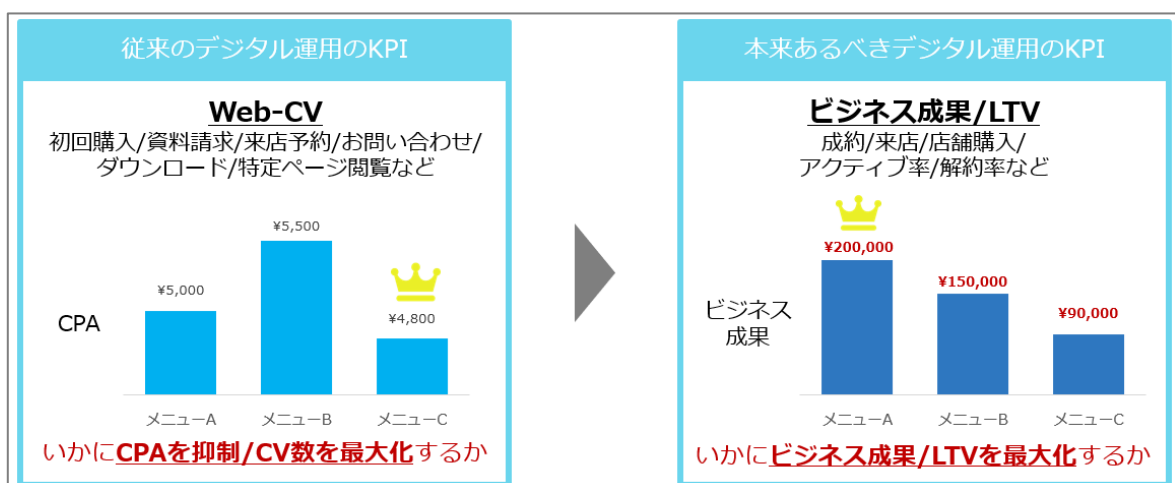 従来のデジタル運用のKPI
Web-CV
初回購入/資料請求/来店予約/お問い合わせ/
ダウンロード/特定ページ閲覧など
¥5,500
¥5,000
¥4,800
CPA
メニューA
メニューB
メニューC
いかにCPAを抑制/CV数を最大化するか
本来あるべきデジタル運用のKPI
ビジネス成果/LTV
成約/来店/店舗購入/
アクティブ率/解約率など
¥200,000
¥150,000
¥90,000
ビジネス
成果
メニューA
メニューB
メニューC
いかにビジネス成果/LTVを最大化するか